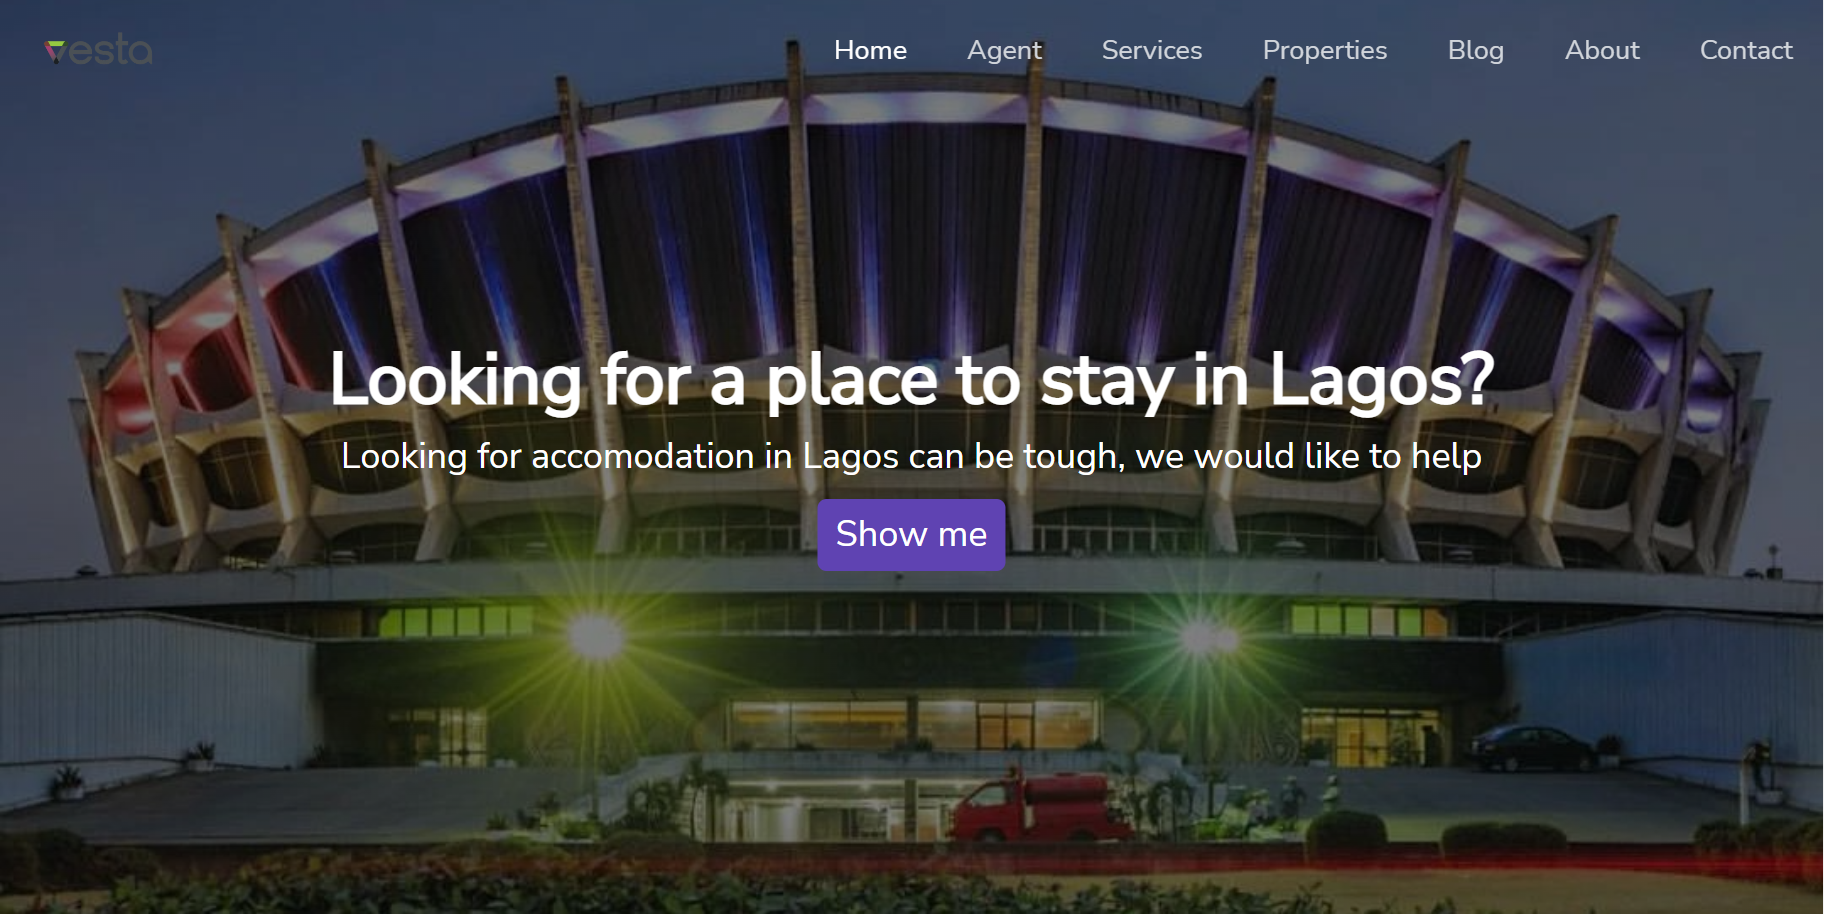 vesta
Home Agent Services Properties Blog About Contact
Looking for a place to stay in Lagos?
Looking for accomodation in Lagos can be tough, we would like to help
Show me